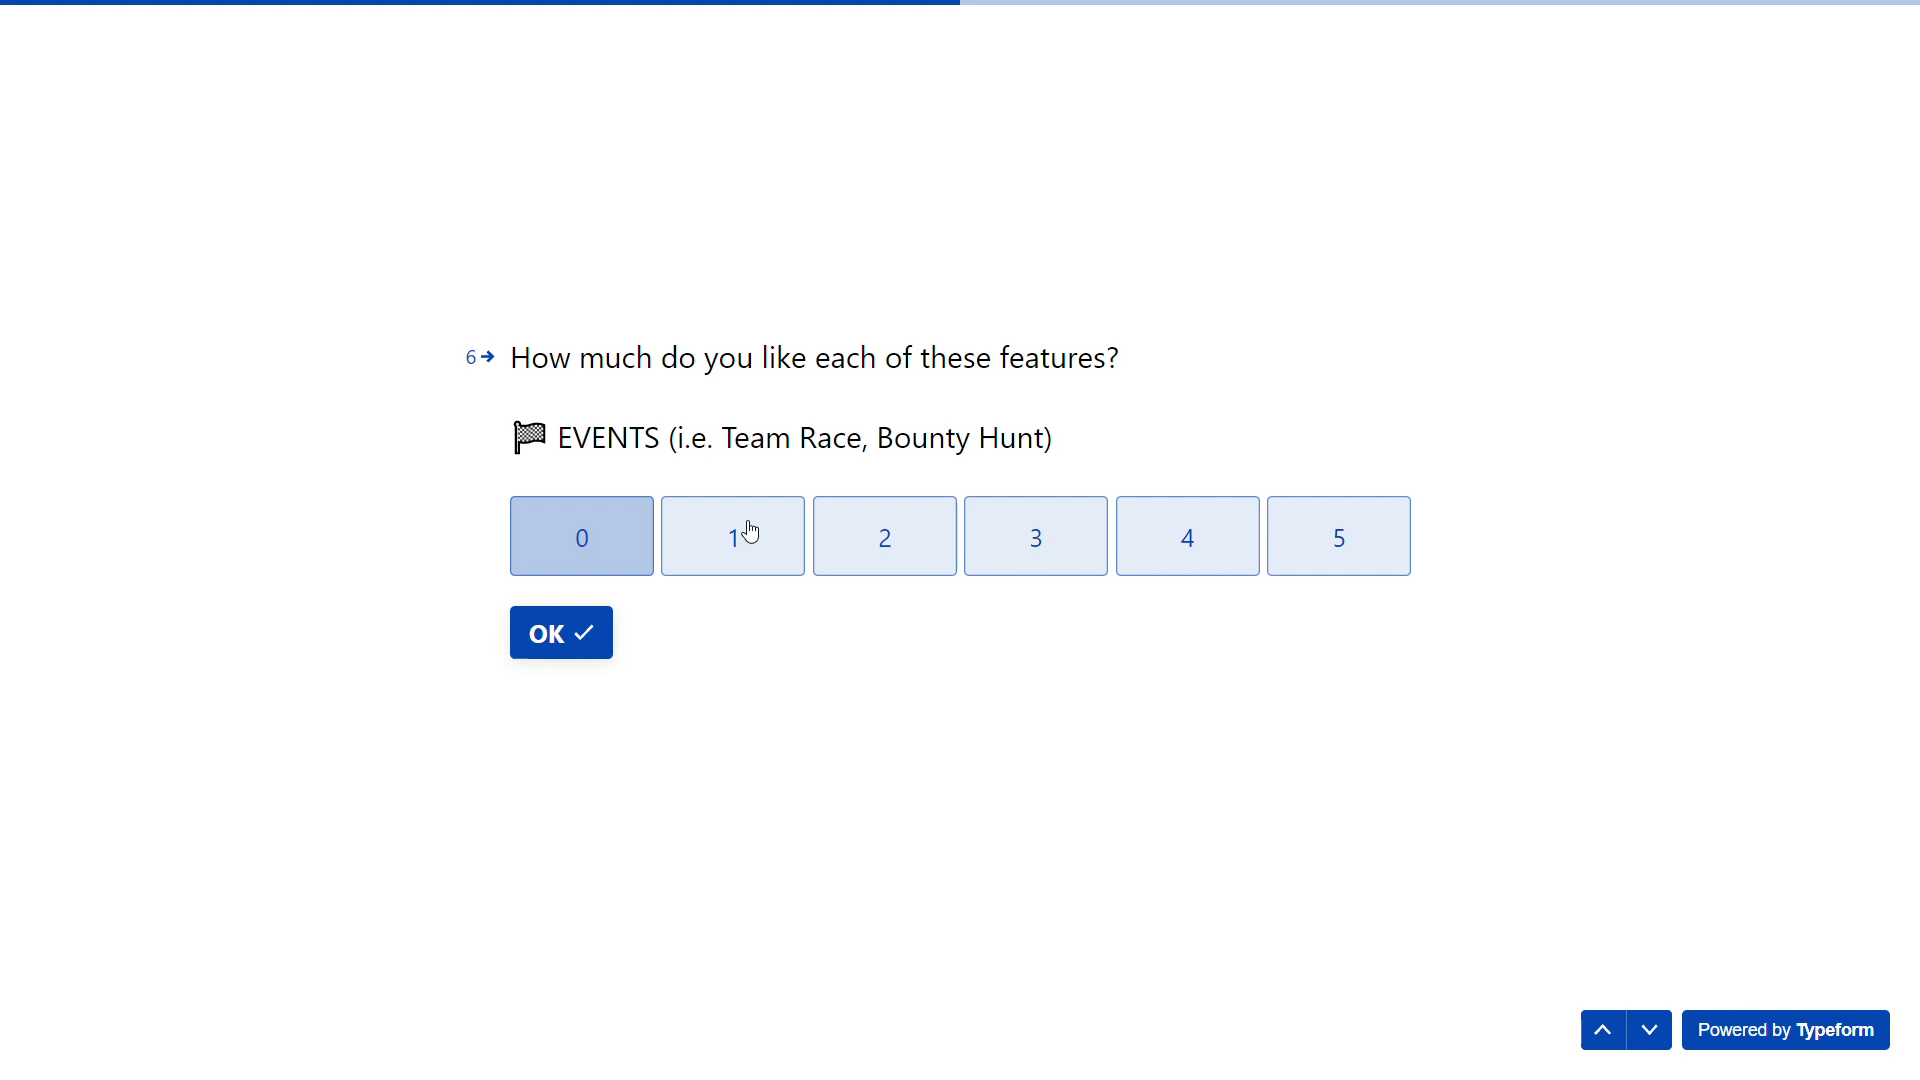 6 How much do you like each of these features?
EVENTS (i.e. Team Race, Bounty Hunt)
0 1 2 3 4 5
OK
Powered by Typeform